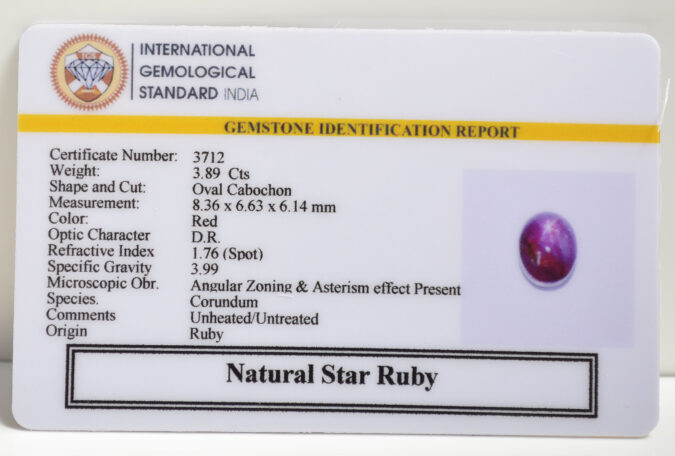 INTERNATIONAL
GEMOLOGICAL
STANDARD INDIA
GEMSTONE IDENTIFICATION REPORT
Certificate Number: 3712
Weight: 3.89 Cts
Shape and Cut: Oval Cabochon
Measurement: 8.36 x 6.63 x 6.14 mm
Color: Red
Optic Character D.R.
Refractive Index 1.76 (Spot)
Specific Gravity 3.99
Microscopic Obr. Angular Zoning & Asterism effect Present
Species. Corundum
Comments Unheated/Untreated
Origin Ruby
Natural Star Ruby